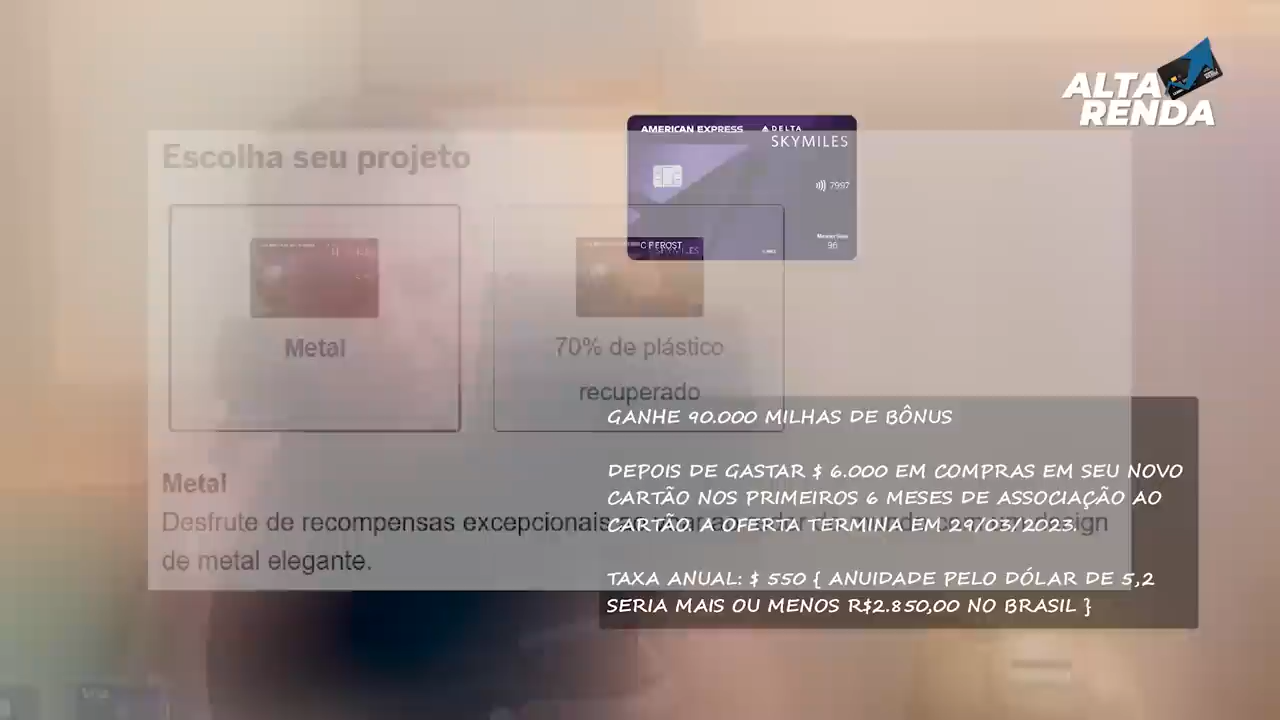 ALTA
RENDA
AMERICAN EXPRESS
DELTA
SKYMILES
7997
96
C F FROST
Escolha seu projeto
Metal
SKYMILES
70% de plástico
recuperado
Metal
Desfrute de recompensas excepcionais design
de metal elegante.
GANHE 90.000 MILHAS DE BÔNUS
DEPOIS DE GASTAR $ 6.000 EM COMPRAS EM SEU NOVO
CARTÃO NOS PRIMEIROS 6 MESES DE ASSOCIAÇÃO AO
CARTÃO. A OFERTA TERMINA EM 29/03/2023.
TAXA ANUAL: $ 550 { ANUIDADE PELO DÓLAR DE 5,2
SERIA MAIS OU MENOS R$2.850,00 NO BRASIL }